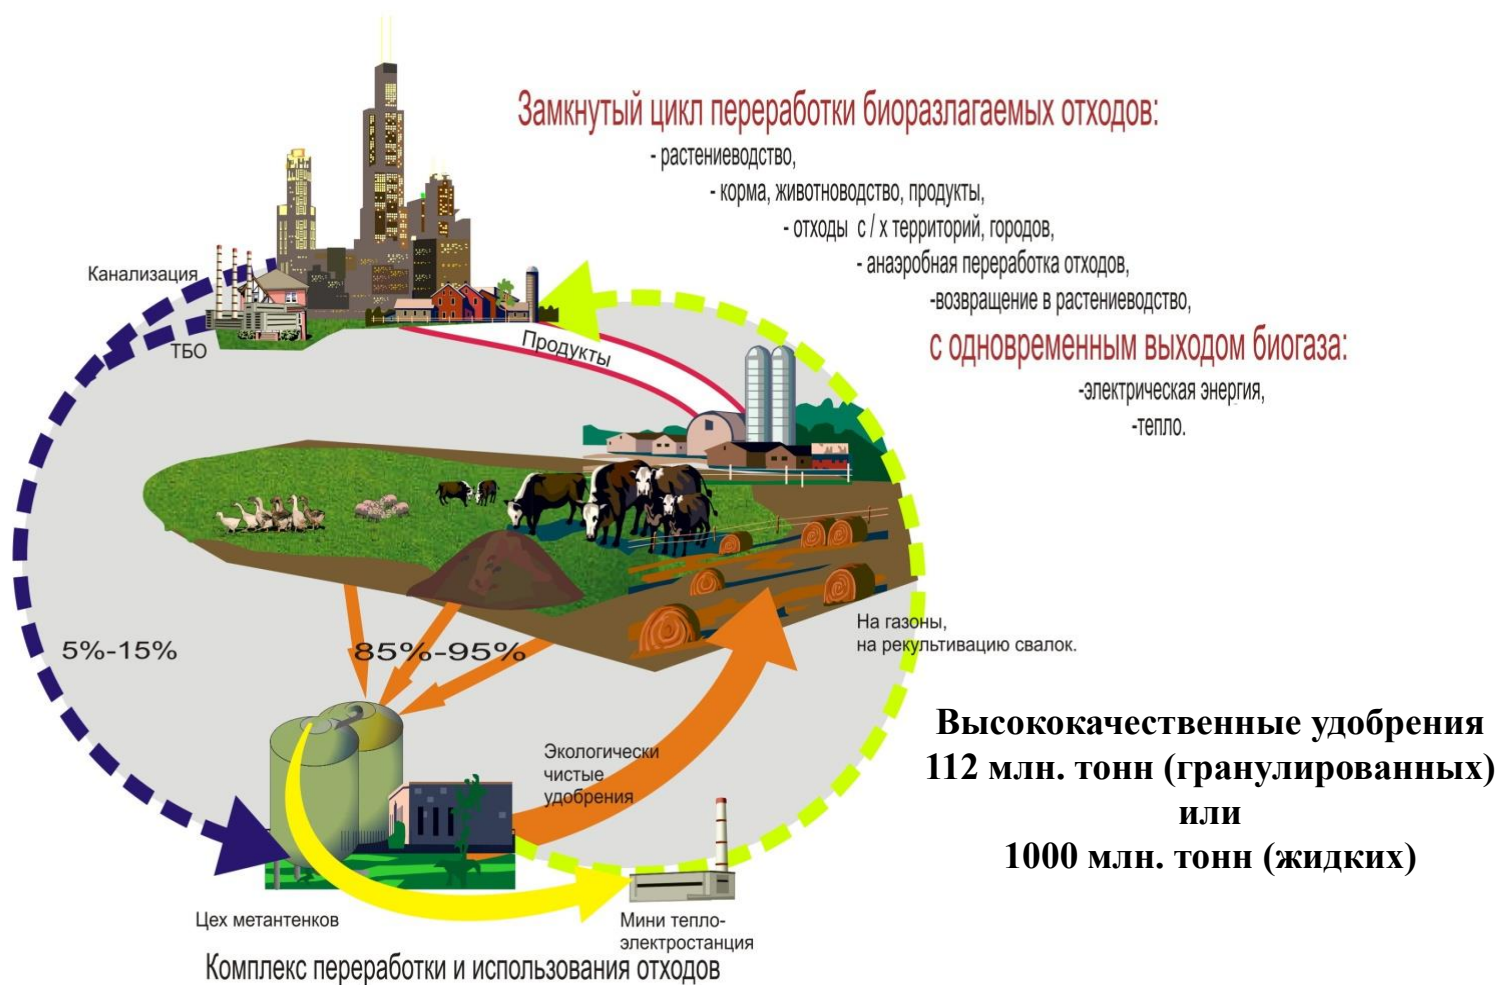 Замкнутый цикл переработки биоразлагаемых отходов:
- растениеводство,
- корма, животноводство, продукты,
- отходы с / х территорий, городов,
- анаэробная переработка отходов,
-возвращение в растениеводство,
с одновременным выходом биогаза:
-электрическая энергия,
-тепло.
Канализация
ТБО
Продукты
5%-15%
85%-95%
На газоны,
на рекультивацию свалок.
Высококачественные удобрения
112 млн. тонн (гранулированных)
или
1000 млн. тонн (жидких)
Экологически
чистые
удобрения
Цех метантенков
Мини тепло-
электростанция
Комплекс переработки и использования отходов